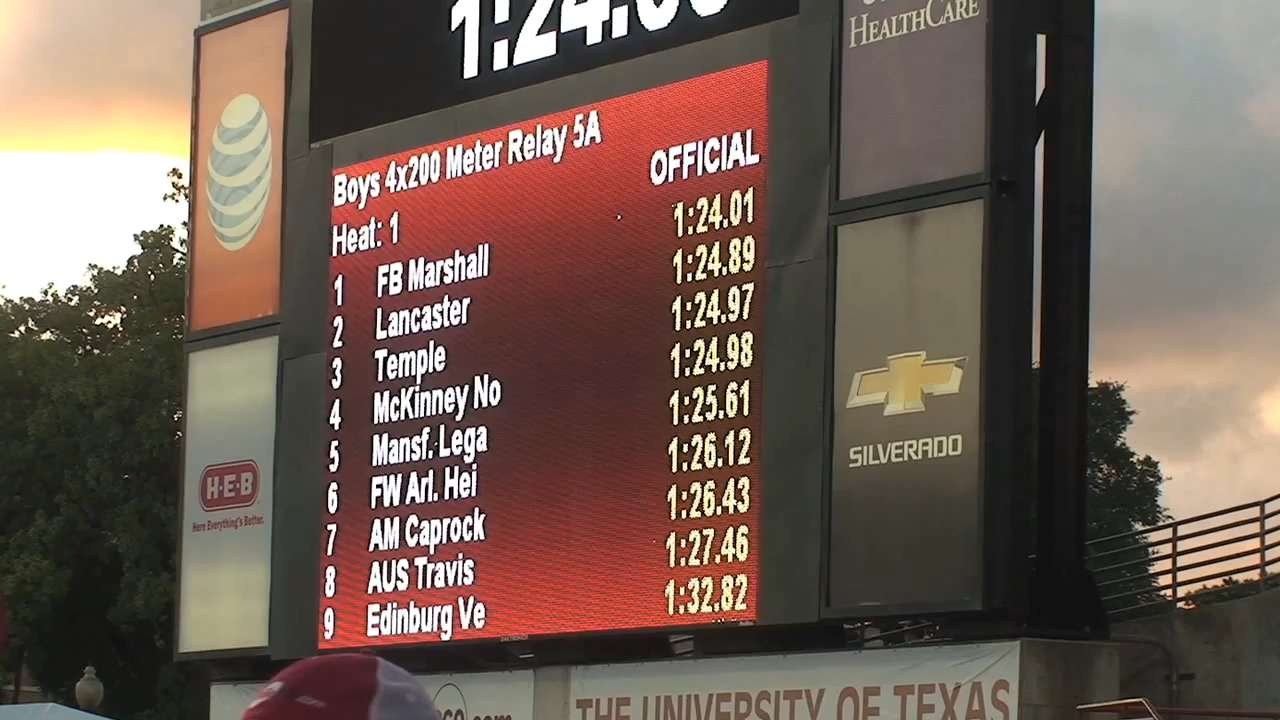 HEALTHCARE
Boys 4x200 Meter Relay 5A
OFFICIAL
Heat: 1
1 FB Marshall 1:24.01
2 Lancaster 1:24.89
3 Temple 1:24.97
4 McKinney No 1:24.98
5 Mansf. Lega 1:25.61
6 FW Arl. Hei 1:26.12
7 AM Caprock 1:26.43
8 AUS Travis 1:27.46
9 Edinburg Ve 1:32.82
H-E-B
Here Everything's Better.
SILVERADO
THE UNIVERSITY OF TEXAS